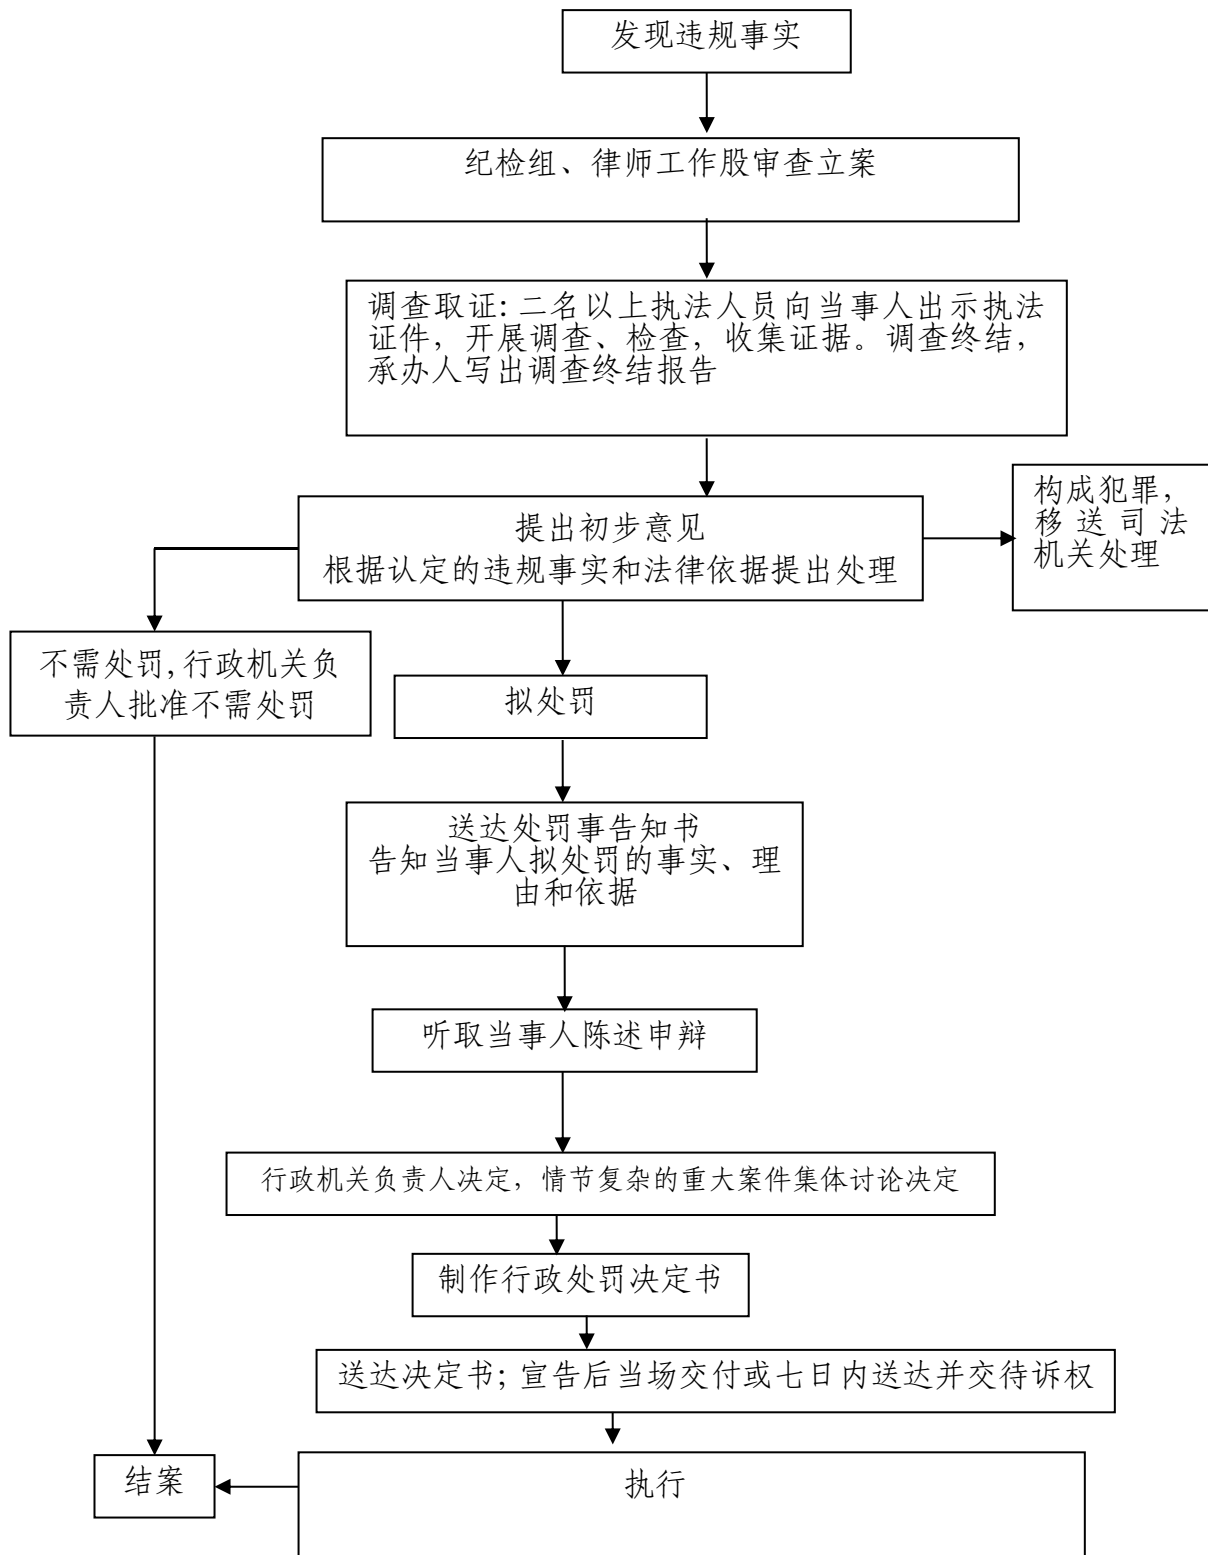 发现违规事实
纪检组、律师工作股审查立案
调查取证:二名以上执法人员向当事人出示执法
证件，开展调查、检查，收集证据。调查终结，
承办人写出调查终结报告
构成犯罪，
移送司法
机关处理
提出初步意见
根据认定的违规事实和法律依据提出处理
不需处罚,行政机关负
责人批准不需处罚
拟处罚
送达处罚事告知书
告知当事人拟处罚的事实、理
由和依据
听取当事人陈述申辩
行政机关负责人决定，情节复杂的重大案件集体讨论决定
制作行政处罚决定书
送达决定书;宣告后当场交付或七日内送达并交待诉权
结案
执行